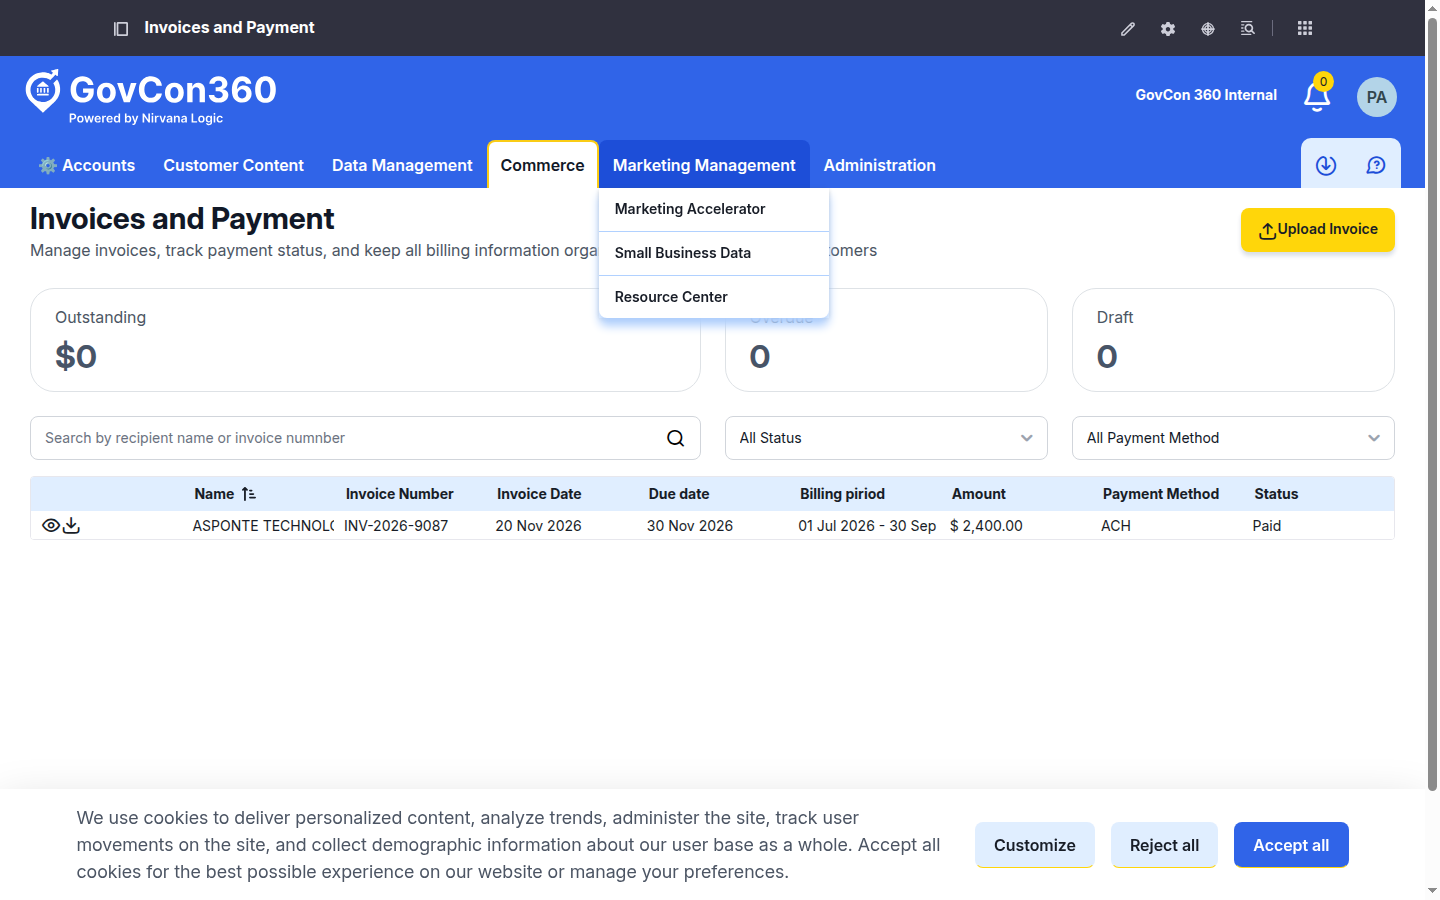 Invoices and Payment
GovCon360
Powered by Nirvana Logic
GovCon 360 Internal
0
PA
Accounts
Customer Content
Data Management
Commerce
Marketing Management
Administration
Marketing Accelerator
Small Business Data
Resource Center
Invoices and Payment
Manage invoices, track payment status, and keep all billing information orga
omers
Upload Invoice
Outstanding
$0
Overdue
0
Draft
0
Search by recipient name or invoice numnber
All Status
All Payment Method
Name Invoice Number Invoice Date Due date Billing piriod Amount Payment Method Status
ASPONTE TECHNOLO INV-2026-9087 20 Nov 2026 30 Nov 2026 01 Jul 2026 - 30 Sep $ 2,400.00 ACH Paid
We use cookies to deliver personalized content, analyze trends, administer the site, track user
movements on the site, and collect demographic information about our user base as a whole. Accept all
cookies for the best possible experience on our website or manage your preferences.
Customize
Reject all
Accept all